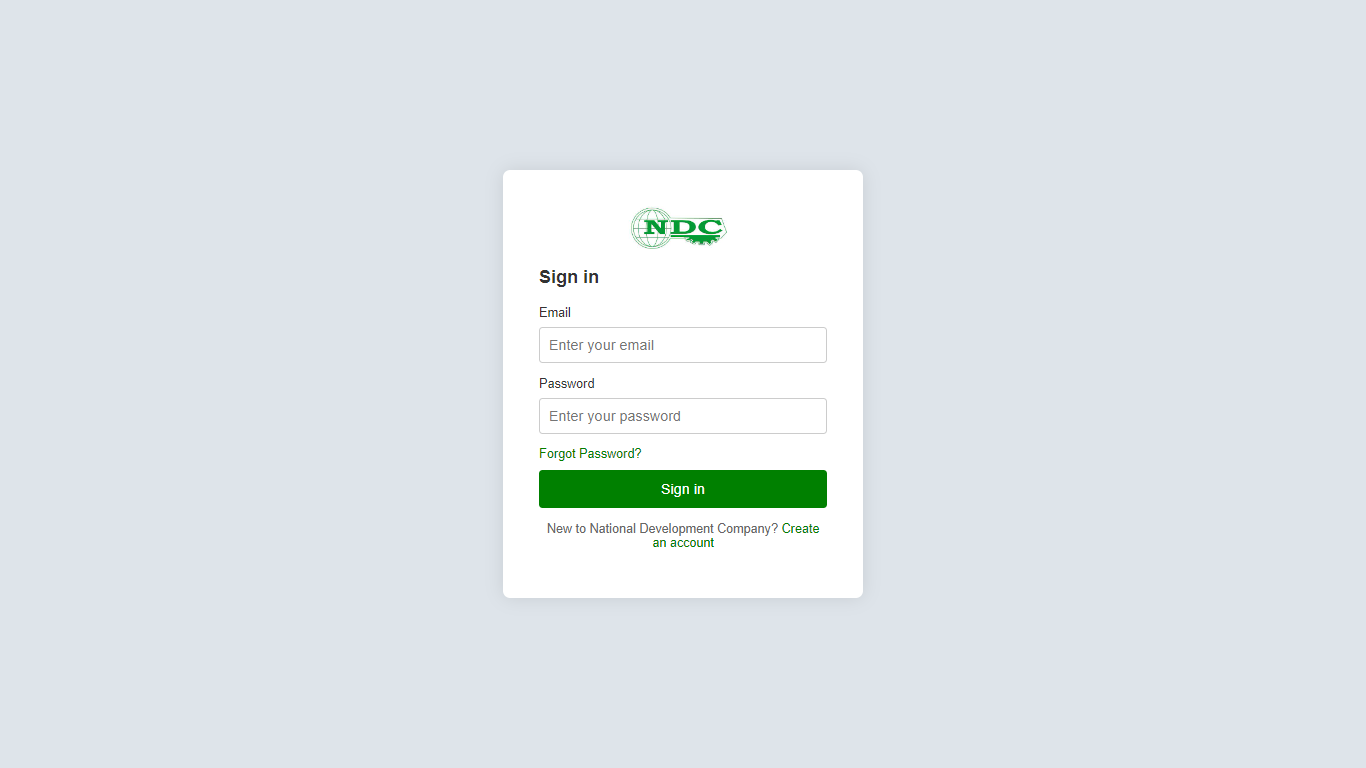 NDC
Sign in
Email
Enter your email
Password
Enter your password
Forgot Password?
Sign in
New to National Development Company? Create
an account